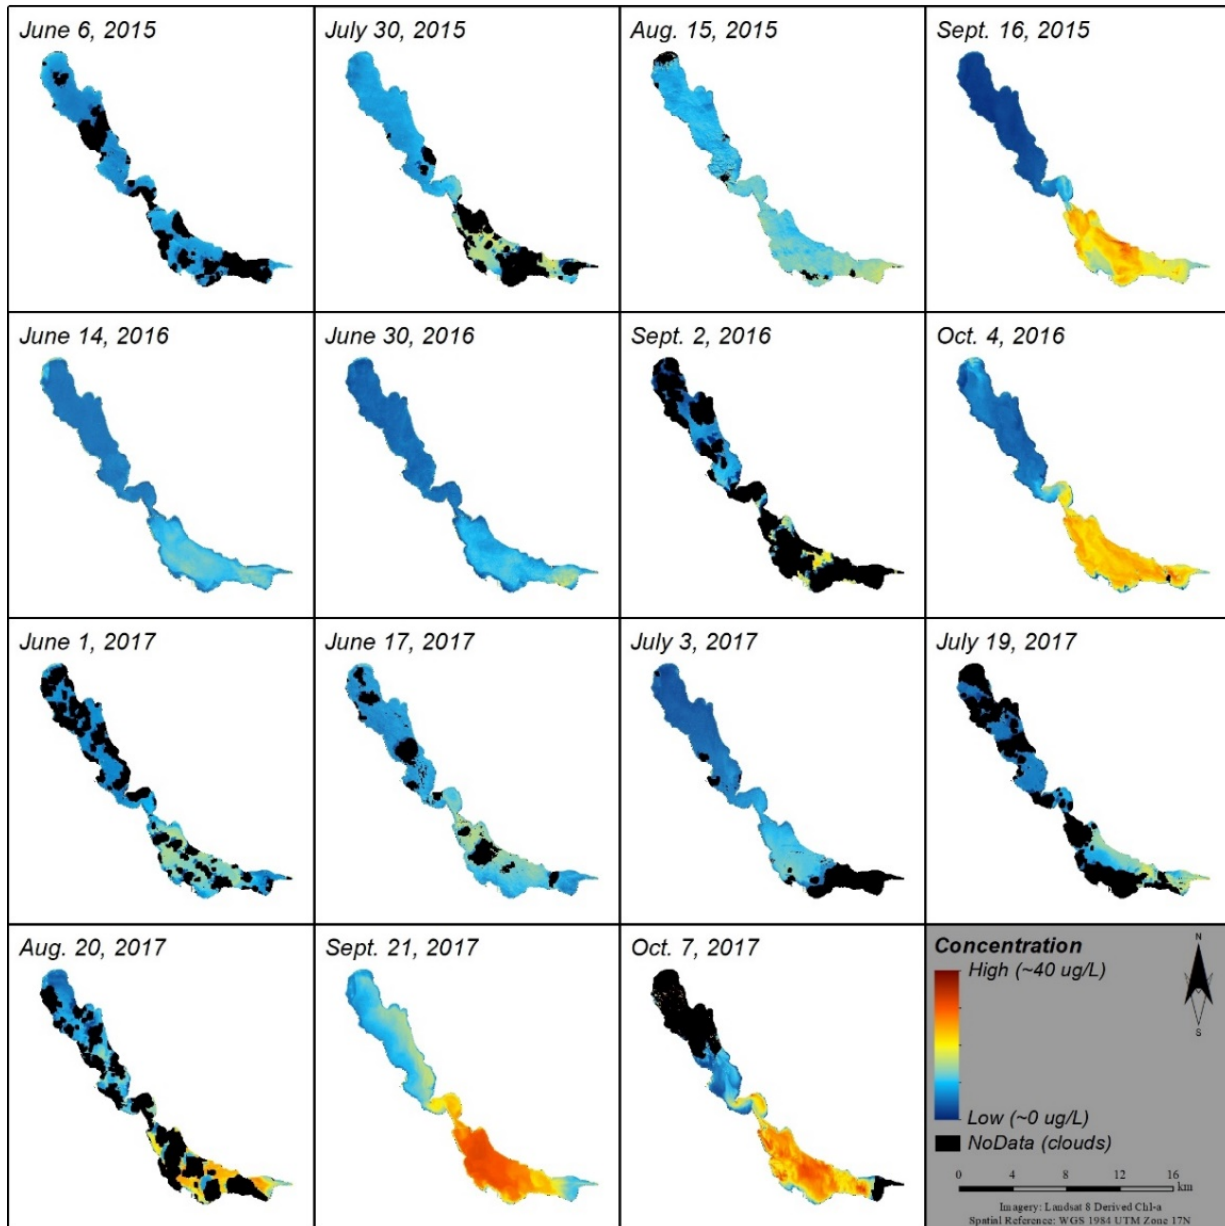 June 6, 2015
July 30, 2015
Aug. 15, 2015
Sept. 16, 2015
June 14, 2016
June 30, 2016
Sept. 2, 2016
Oct. 4, 2016
June 1, 2017
June 17, 2017
July 3, 2017
July 19, 2017
Aug. 20, 2017
Sept. 21, 2017
Oct. 7, 2017
Concentration
High (~40 ug/L)
Low (~0 ug/L)
NoData (clouds)
N
S
0 4 8 12 16
km
Imagery: Landsat 8 Derived Chl-a
Spatial Reference: WGS 1984 UTM Zone 17N